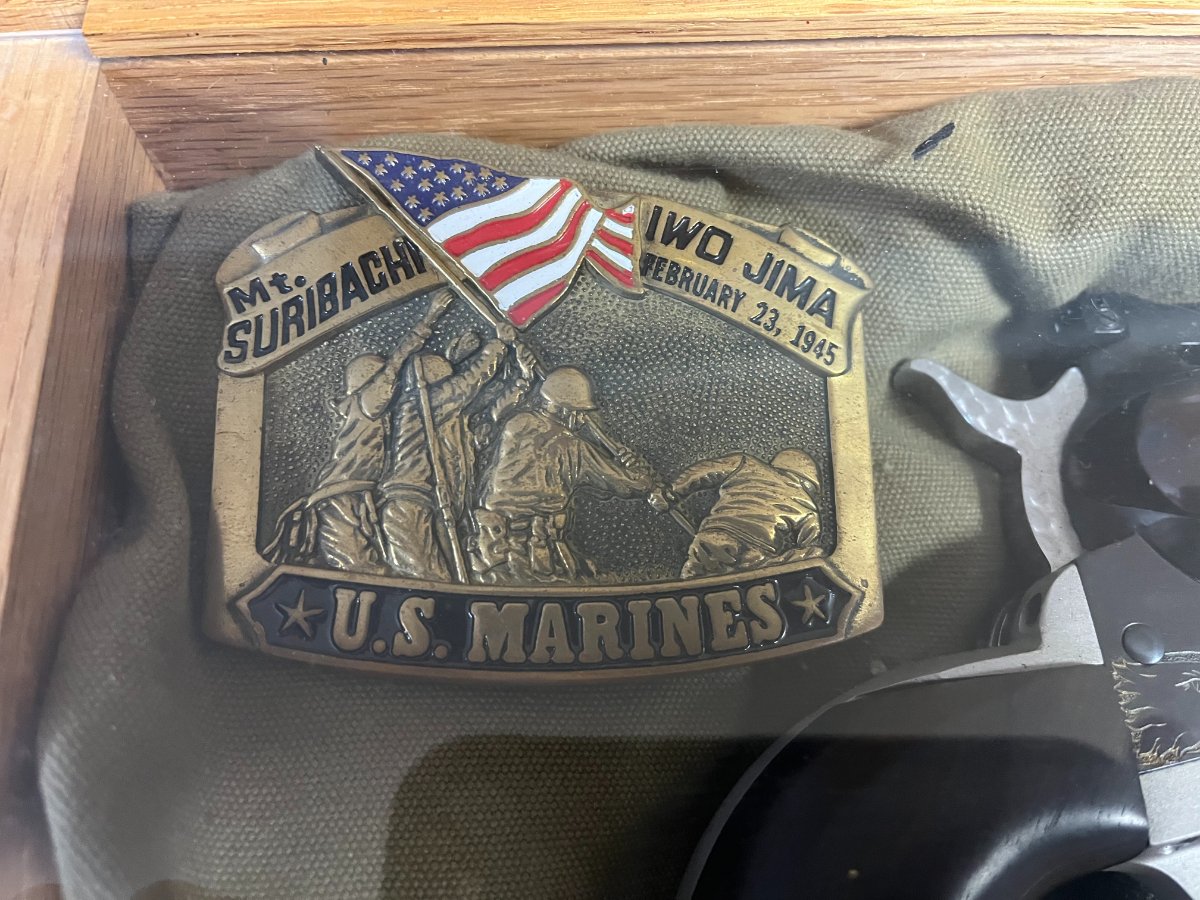 Mt.
SURIBACHI
IWO JIMA
FEBRUARY 23, 1945
U.S. MARINES